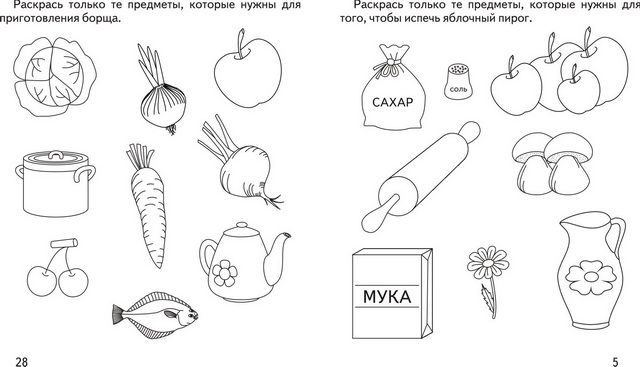 Раскрась только те предметы, которые нужны для
приготовления борща.
28
Раскрась только те предметы, которые нужны для
того, чтобы испечь яблочный пирог.
САХАР
соль
МУКА
5